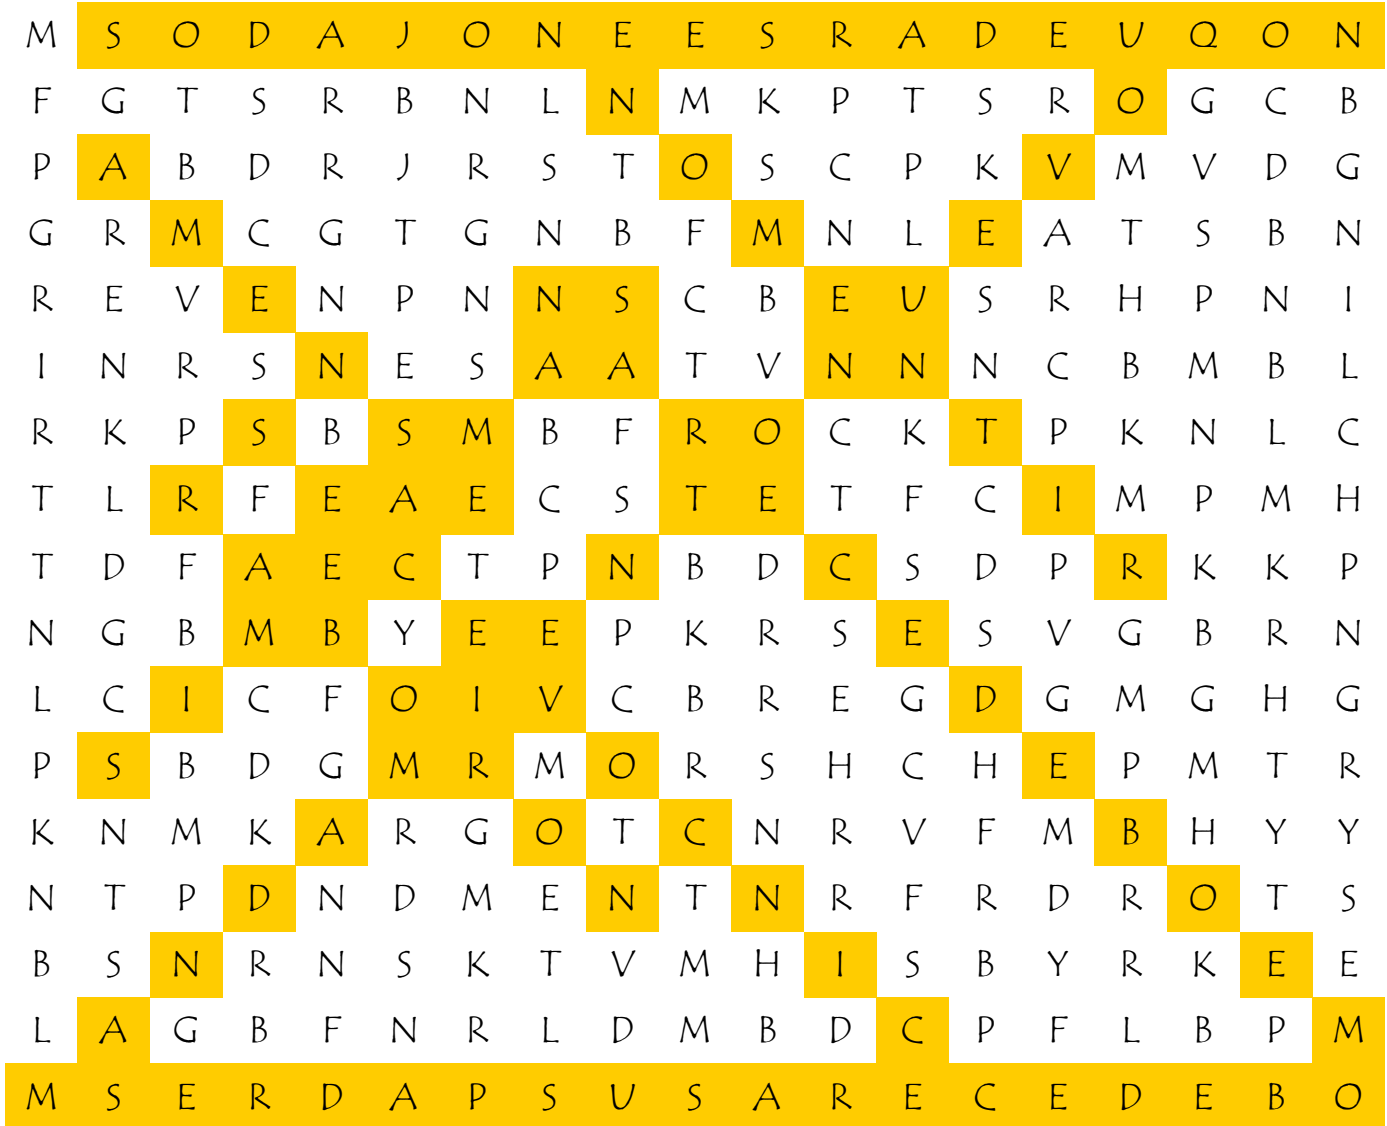 M S O D A J O N E E S R A D E U Q O N
F G T S R B N L N M K P T S R O G C B
P A B D R J R S T O S C P K V M V D G
G R M C G T G N B F M N L E A T S B N
R E V E N P N N S C B E U S R H P N I
I N R S N E S A A T V N N N C B M B L
R K P S B S M B F R O C K T P K N L C
T L R F E A E C S T E T F C I M P M H
T D F A E C T P N B D C S D P R K K P
N G B M B Y E E P K R S E S V G B R N
L C I C F O I V C B R E G D G M G H G
P S B D G M R M O R S H C H E P M T R
K N M K A R G O T C N R V F M B H Y Y
N T P D N D M E N T N R F R D R O T S
B S N R N S K T V M H I S B Y R K E E
L A G B F N R L D M B D C P F L B P M
M S E R D A P S U S A R E C E D E B O